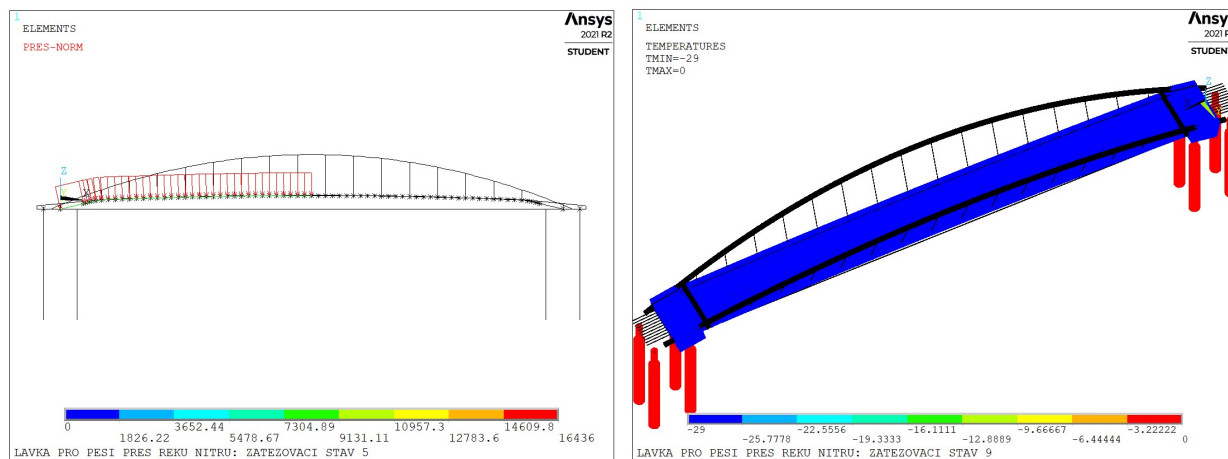 1
ELEMENTS
PRES-NORM
Ansys
2021 R2
STUDENT
Z
0
1826.22
3652.44
5478.67
7304.89
9131.11
10957.3
12783.6
14609.8
16436
LAVKA PRO PESI PRES REKU NITRU: ZATEZOVACI STAV 5
1
ELEMENTS
TEMPERATURES
TMIN=-29
TMAX=0
Ansys
2021 R
STUDENT
Z
-29
-25.7778
-22.5556
-19.3333
-16.1111
-12.8889
-9.66667
-6.44444
-3.22222
0
LAVKA PRO PESI PRES REKU NITRU: ZATEZOVACI STAV 9